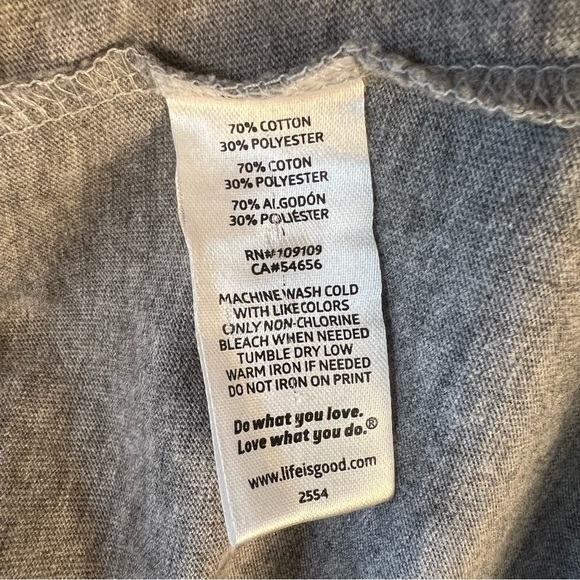 70% COTTON
30% POLYESTER
70% COTON
30% POLYESTER
70% ALGODÓN
30% POLIÉSTER
RN#109109
CA#54656
MACHINE WASH COLD
WITH LIKE COLORS
ONLY NON-CHLORINE
BLEACH WHEN NEEDED
TUMBLE DRY LOW
WARM IRON IF NEEDED
DO NOT IRON ON PRINT
Do what you love.
Love what you do.®
www.lifeisgood.com
2554